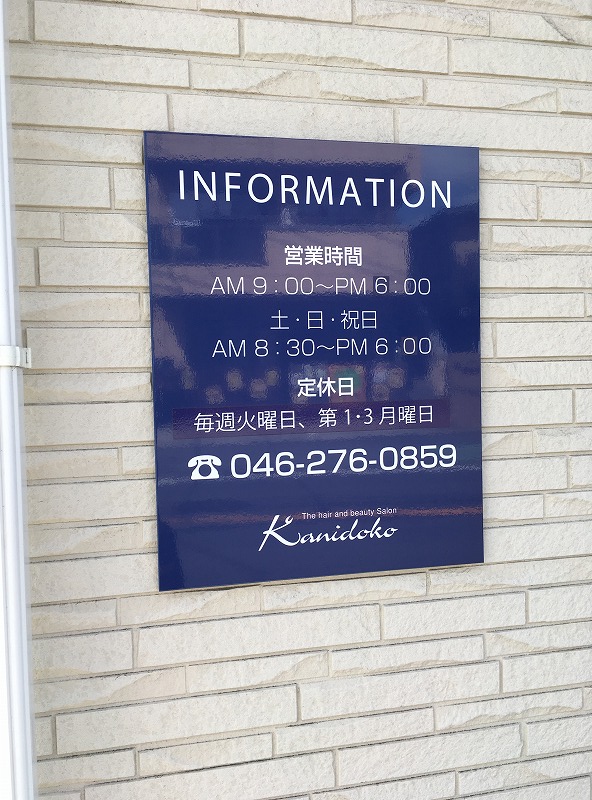 INFORMATION
営業時間
AM 9：00～PM 6：00
土・日・祝日
AM 8：30～PM 6：00
定休日
毎週火曜日、第1･3月曜日
☎ 046-276-0859
The hair and beauty Salon
Kanidoko